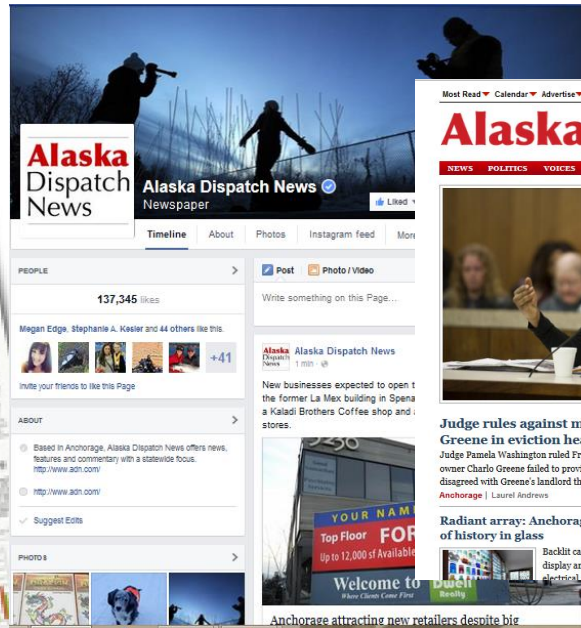 Alaska
Dispatch
News
Alaska Dispatch News
Newspaper
Liked
Timeline About Photos Instagram feed More
PEOPLE
137,345 likes
Megan Edge, Stephanie A. Kesler and 44 others like this.
+41
Invite your friends to like this Page
ABOUT
Based in Anchorage, Alaska Dispatch News offers news,
features and commentary with a statewide focus.
http://www.adn.com/
http://www.adn.com/
Suggest Edits
PHOTOS
Post Photo / Video
Write something on this Page...
Alaska
Dispatch
News
Alaska Dispatch News
1 min
New businesses expected to open t
the former La Mex building in Spena
a Kaladi Brothers Coffee shop and
stores.
YOUR NAM
Top Floor FOR
Up to 12,000 sf Available
Welcome to Dwell
Where Clients Come First Realty
Anchorage attracting new retailers despite big
Most Read Calendar Advertise
Alaska
NEWS POLITICS VOICES
Judge rules against m
Greene in eviction hea
Judge Pamela Washington ruled Fr
owner Charlo Greene failed to provi
disagreed with Greene's landlord th
Anchorage | Laurel Andrews
Radiant array: Anchorag
of history in glass
Backlit ca
display an
electrical